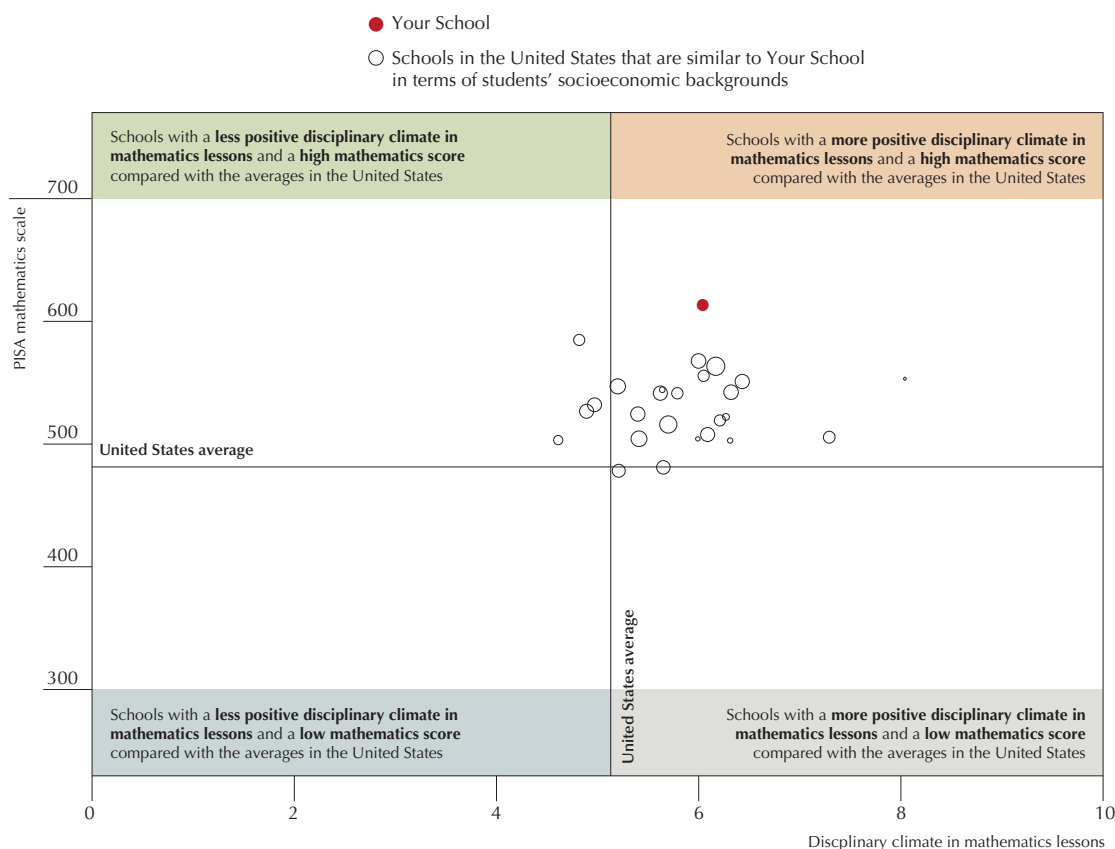 Your School
Schools in the United States that are similar to Your School
in terms of students’ socioeconomic backgrounds
Schools with a less positive disciplinary climate in
mathematics lessons and a high mathematics score
compared with the averages in the United States
Schools with a more positive disciplinary climate in
mathematics lessons and a high mathematics score
compared with the averages in the United States
PISA mathematics scale
700
600
500
400
300
United States average
United States average
Schools with a less positive disciplinary climate in
mathematics lessons and a low mathematics score
compared with the averages in the United States
Schools with a more positive disciplinary climate in
mathematics lessons and a low mathematics score
compared with the averages in the United States
0
2
4
6
8
10
Discplinary climate in mathematics lessons